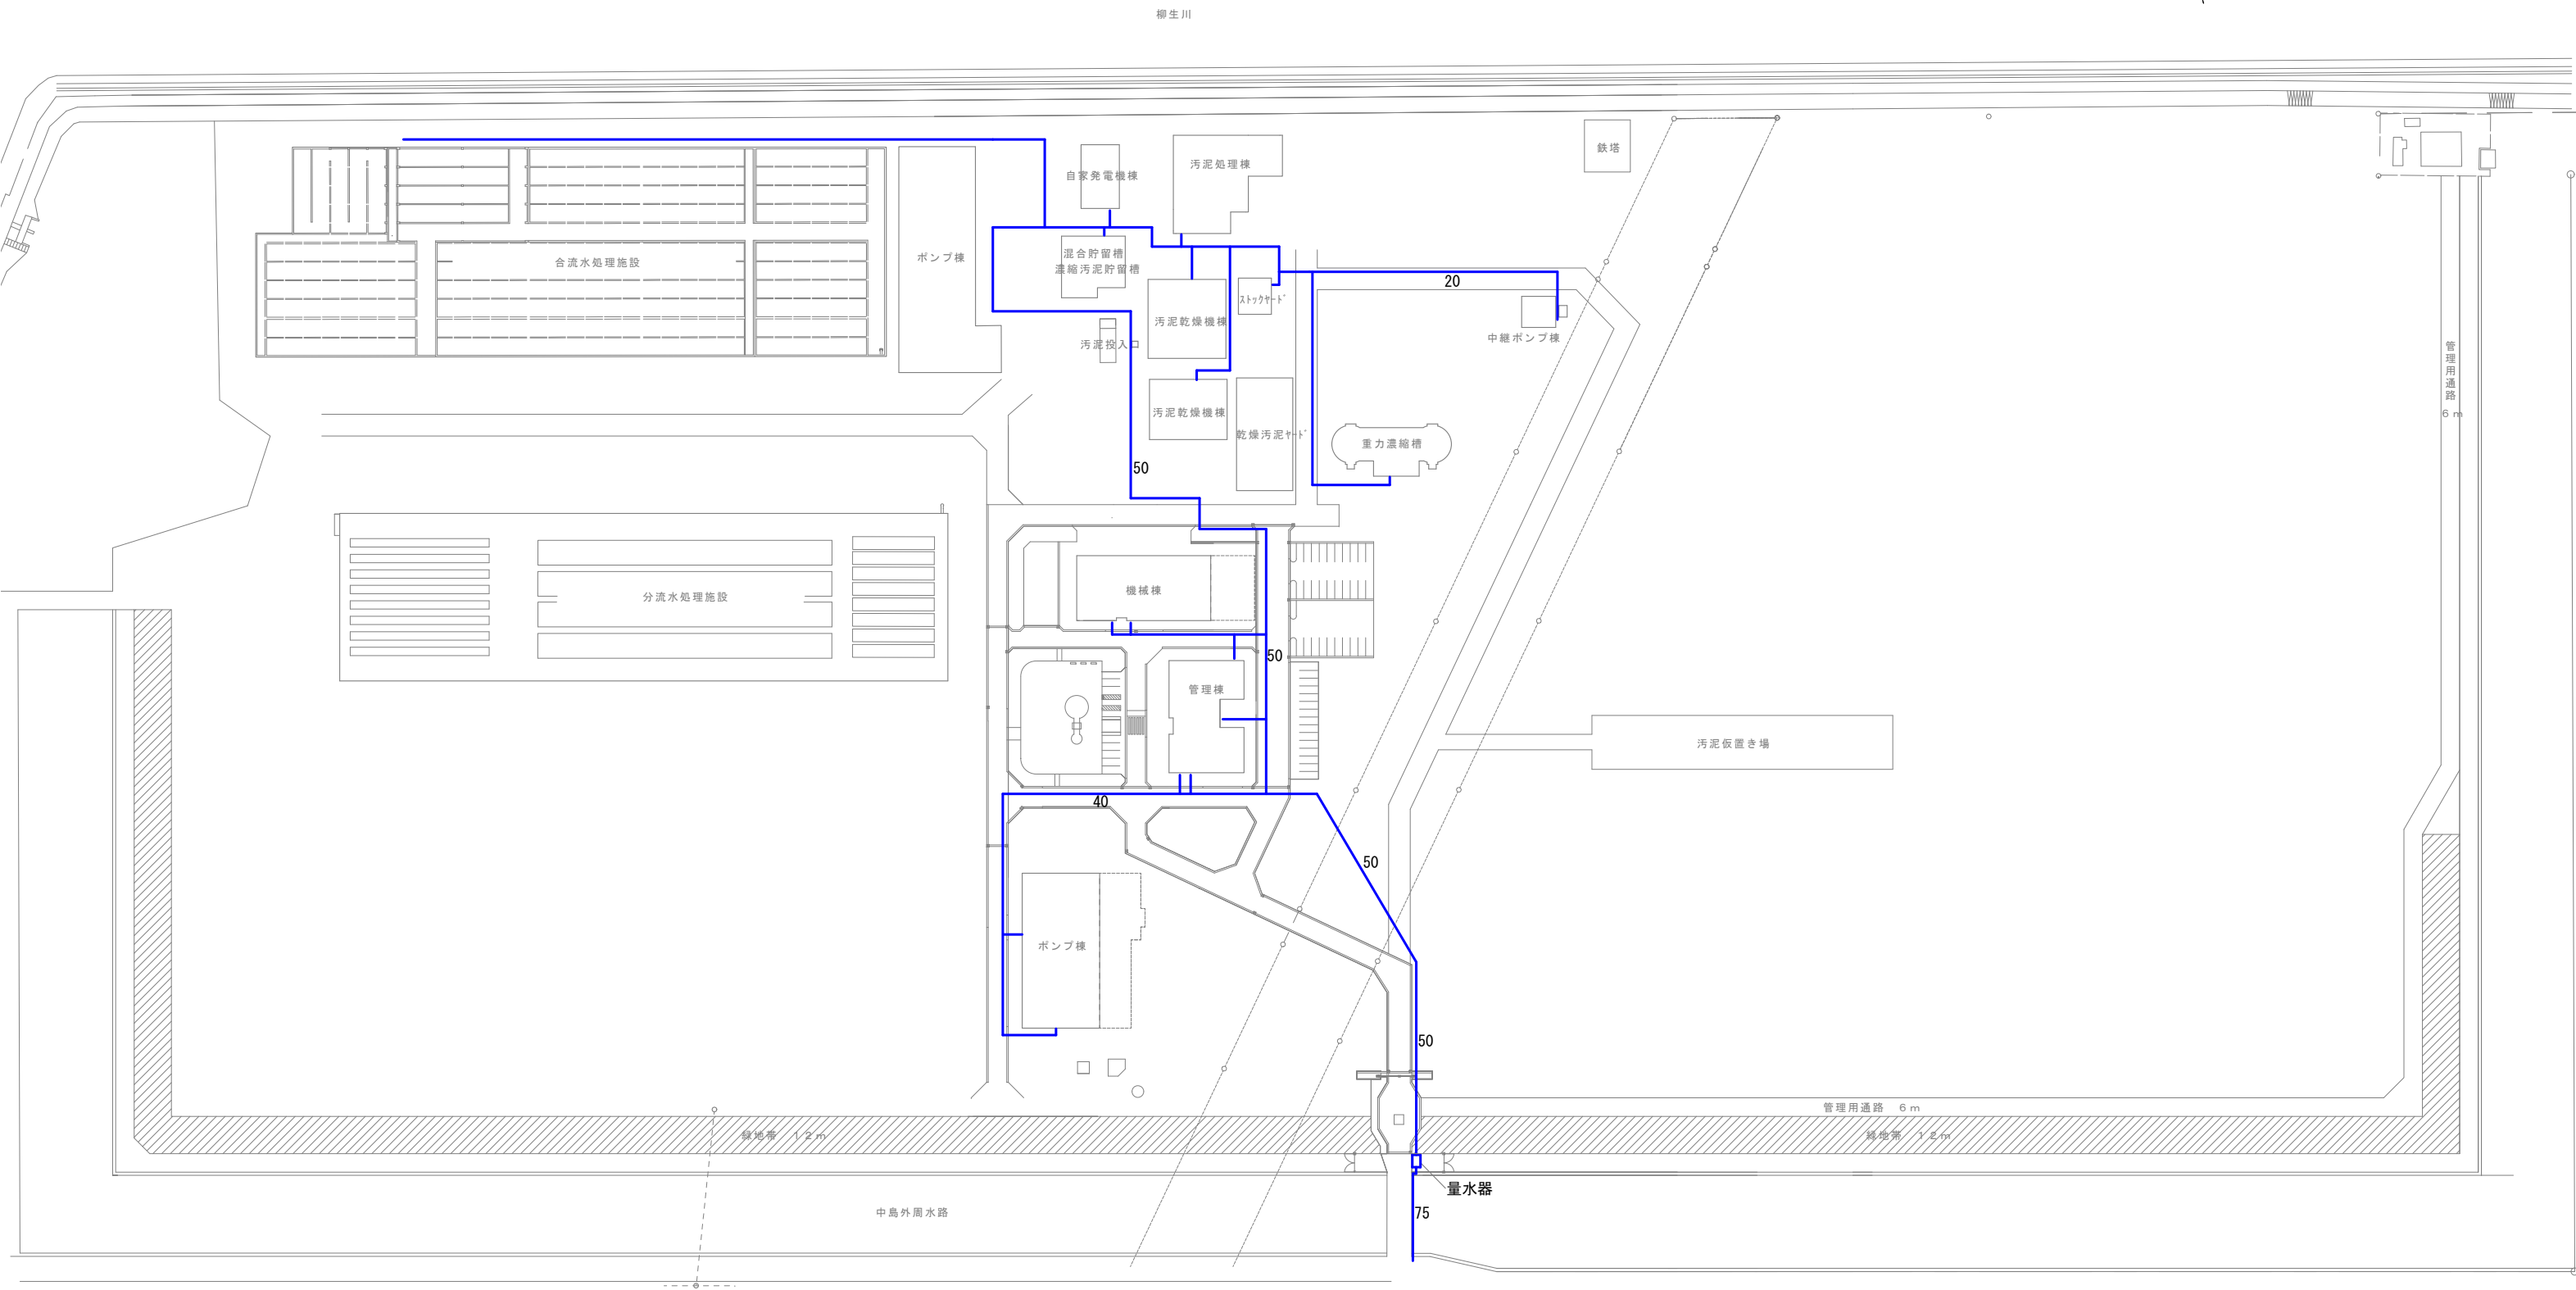 柳生川
鉄塔
汚泥処理棟
自家発電機棟
混合貯留槽
濃縮汚泥貯留槽
ポンプ棟
合流水処理施設
20
ストックヤード
汚泥乾燥機棟
中継ポンプ棟
汚泥投入口
管理用通路
6m
汚泥乾燥機棟
乾燥汚泥ヤード
重力濃縮槽
50
機械棟
分流水処理施設
50
管理棟
汚泥仮置き場
40
50
ポンプ棟
50
管理用通路 6m
緑地帯 12m
緑地帯 12m
量水器
中島外周水路
75